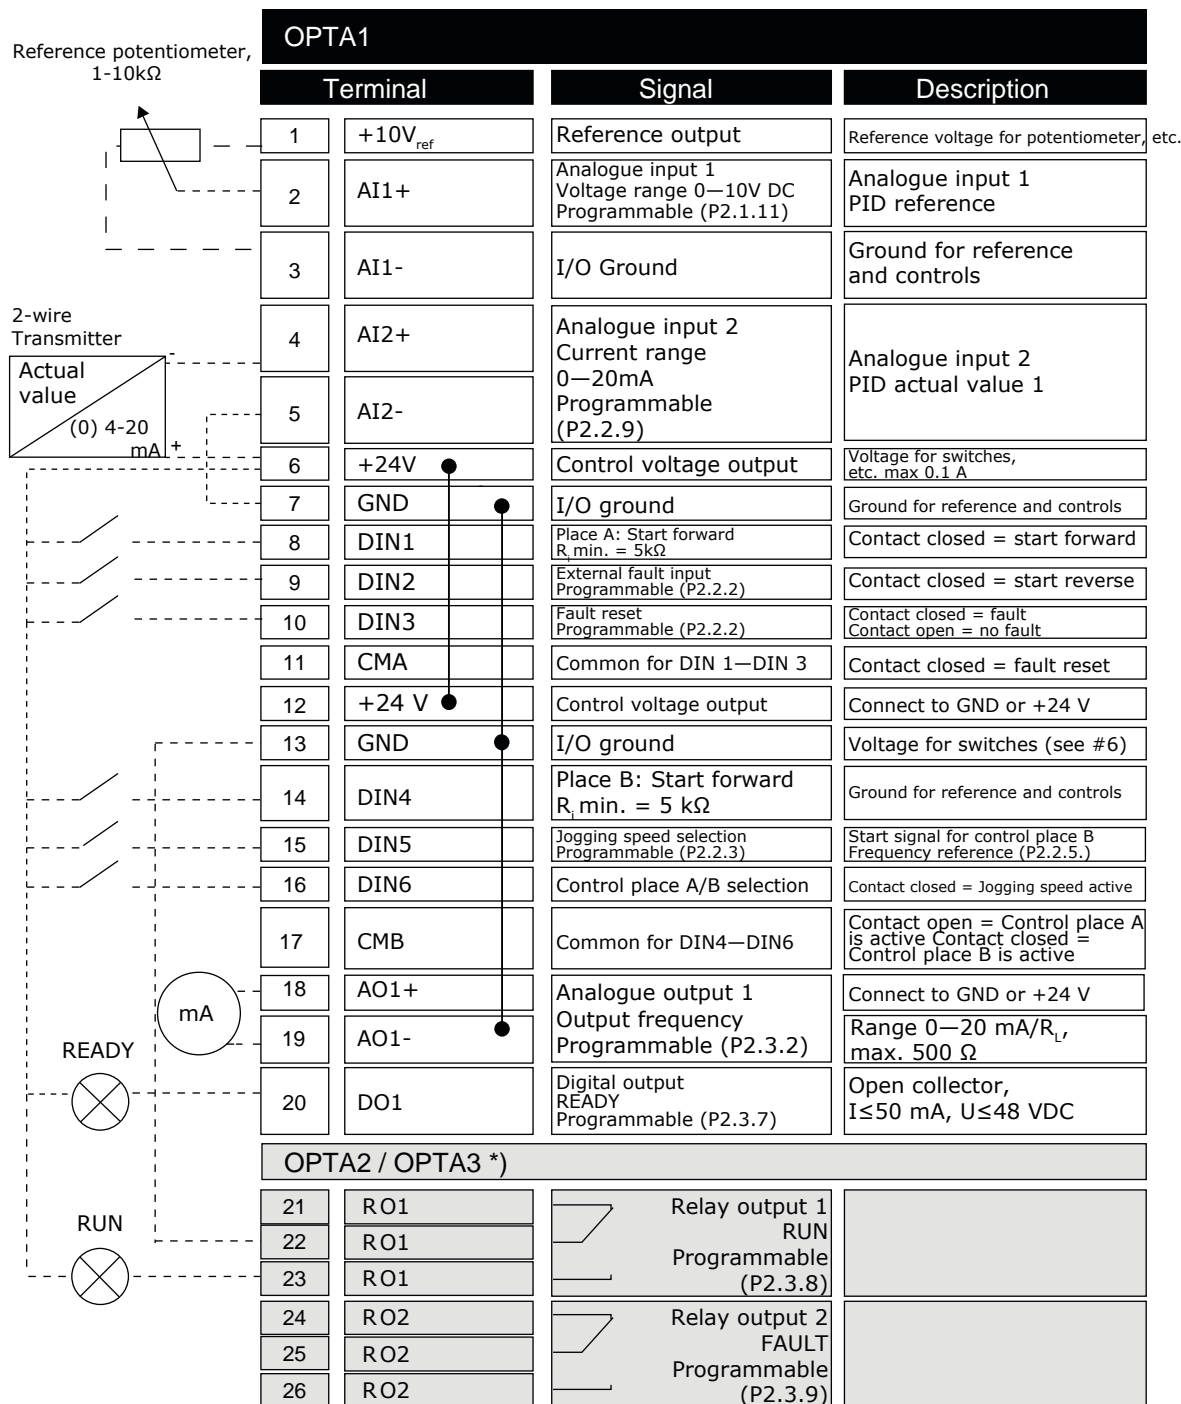 OPTA1
Reference potentiometer,
1-10kΩ
Terminal Signal Description
1 +10Vref Reference output Reference voltage for potentiometer, etc.
2 AI1+ Analogue input 1
Voltage range 0—10V DC
Programmable (P2.1.11)
Analogue input 1
PID reference
3 AI1- I/O Ground Ground for reference
and controls
2-wire
Transmitter
Actual
value
(0) 4-20
mA
-
+
4 AI2+ Analogue input 2
Current range
0—20mA
Programmable
(P2.2.9)
Analogue input 2
PID actual value 1
5 AI2-
6 +24V Control voltage output Voltage for switches,
etc. max 0.1 A
7 GND I/O ground Ground for reference and controls
8 DIN1 Place A: Start forward
Ri min. = 5kΩ
Contact closed = start forward
9 DIN2 External fault input
Programmable (P2.2.2)
Contact closed = start reverse
10 DIN3 Fault reset
Programmable (P2.2.2)
Contact closed = fault
Contact open = no fault
11 CMA Common for DIN 1—DIN 3 Contact closed = fault reset
12 +24 V Control voltage output Connect to GND or +24 V
13 GND I/O ground Voltage for switches (see #6)
14 DIN4 Place B: Start forward
Ri min. = 5 kΩ
Ground for reference and controls
15 DIN5 Jogging speed selection
Programmable (P2.2.3)
Start signal for control place B
Frequency reference (P2.2.5.)
16 DIN6 Control place A/B selection Contact closed = Jogging speed active
17 CMB Common for DIN4—DIN6 Contact open = Control place A
is active Contact closed =
Control place B is active
mA
18 AO1+ Analogue output 1
Output frequency
Programmable (P2.3.2)
Connect to GND or +24 V
19 AO1- Range 0—20 mA/RL,
max. 500 Ω
READY
20 DO1 Digital output
READY
Programmable (P2.3.7)
Open collector,
I≤50 mA, U≤48 VDC
OPTA2 / OPTA3 *)
RUN
21 RO1 Relay output 1
22 RO1 RUN
Programmable
23 RO1 (P2.3.8)
24 RO2 Relay output 2
25 RO2 FAULT
Programmable
26 RO2 (P2.3.9)